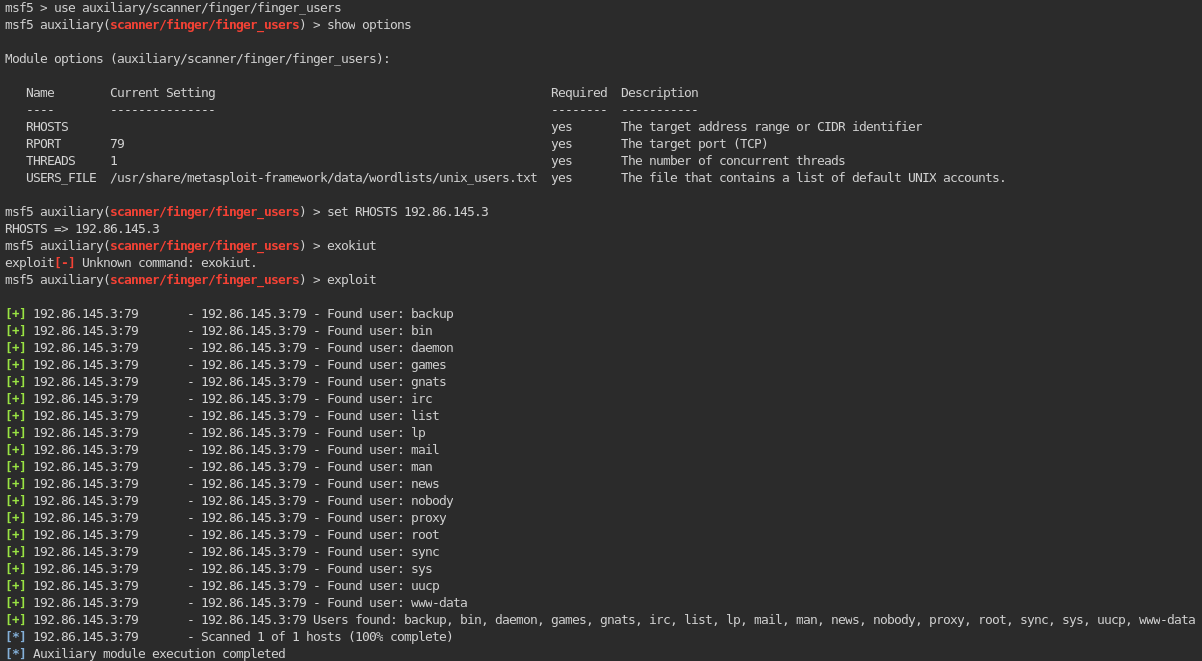 msf5 > use auxiliary/scanner/finger/finger_users
msf5 auxiliary(scanner/finger/finger_users) > show options
Module options (auxiliary/scanner/finger/finger_users):
Name Current Setting Required Description
---- --------------- -------- -----------
RHOSTS yes The target address range or CIDR identifier
RPORT 79 yes The target port (TCP)
THREADS 1 yes The number of concurrent threads
USERS_FILE /usr/share/metasploit-framework/data/wordlists/unix_users.txt yes The file that contains a list of default UNIX accounts.
msf5 auxiliary(scanner/finger/finger_users) > set RHOSTS 192.86.145.3
RHOSTS => 192.86.145.3
msf5 auxiliary(scanner/finger/finger_users) > exokiut
exploit[-] Unknown command: exokiut.
msf5 auxiliary(scanner/finger/finger_users) > exploit
[+] 192.86.145.3:79 - 192.86.145.3:79 - Found user: backup
[+] 192.86.145.3:79 - 192.86.145.3:79 - Found user: bin
[+] 192.86.145.3:79 - 192.86.145.3:79 - Found user: daemon
[+] 192.86.145.3:79 - 192.86.145.3:79 - Found user: games
[+] 192.86.145.3:79 - 192.86.145.3:79 - Found user: gnats
[+] 192.86.145.3:79 - 192.86.145.3:79 - Found user: irc
[+] 192.86.145.3:79 - 192.86.145.3:79 - Found user: list
[+] 192.86.145.3:79 - 192.86.145.3:79 - Found user: lp
[+] 192.86.145.3:79 - 192.86.145.3:79 - Found user: mail
[+] 192.86.145.3:79 - 192.86.145.3:79 - Found user: man
[+] 192.86.145.3:79 - 192.86.145.3:79 - Found user: news
[+] 192.86.145.3:79 - 192.86.145.3:79 - Found user: nobody
[+] 192.86.145.3:79 - 192.86.145.3:79 - Found user: proxy
[+] 192.86.145.3:79 - 192.86.145.3:79 - Found user: root
[+] 192.86.145.3:79 - 192.86.145.3:79 - Found user: sync
[+] 192.86.145.3:79 - 192.86.145.3:79 - Found user: sys
[+] 192.86.145.3:79 - 192.86.145.3:79 - Found user: uucp
[+] 192.86.145.3:79 - 192.86.145.3:79 - Found user: www-data
[+] 192.86.145.3:79 - 192.86.145.3:79 Users found: backup, bin, daemon, games, gnats, irc, list, lp, mail, man, news, nobody, proxy, root, sync, sys, uucp, www-data
[*] 192.86.145.3:79 - Scanned 1 of 1 hosts (100% complete)
[*] Auxiliary module execution completed